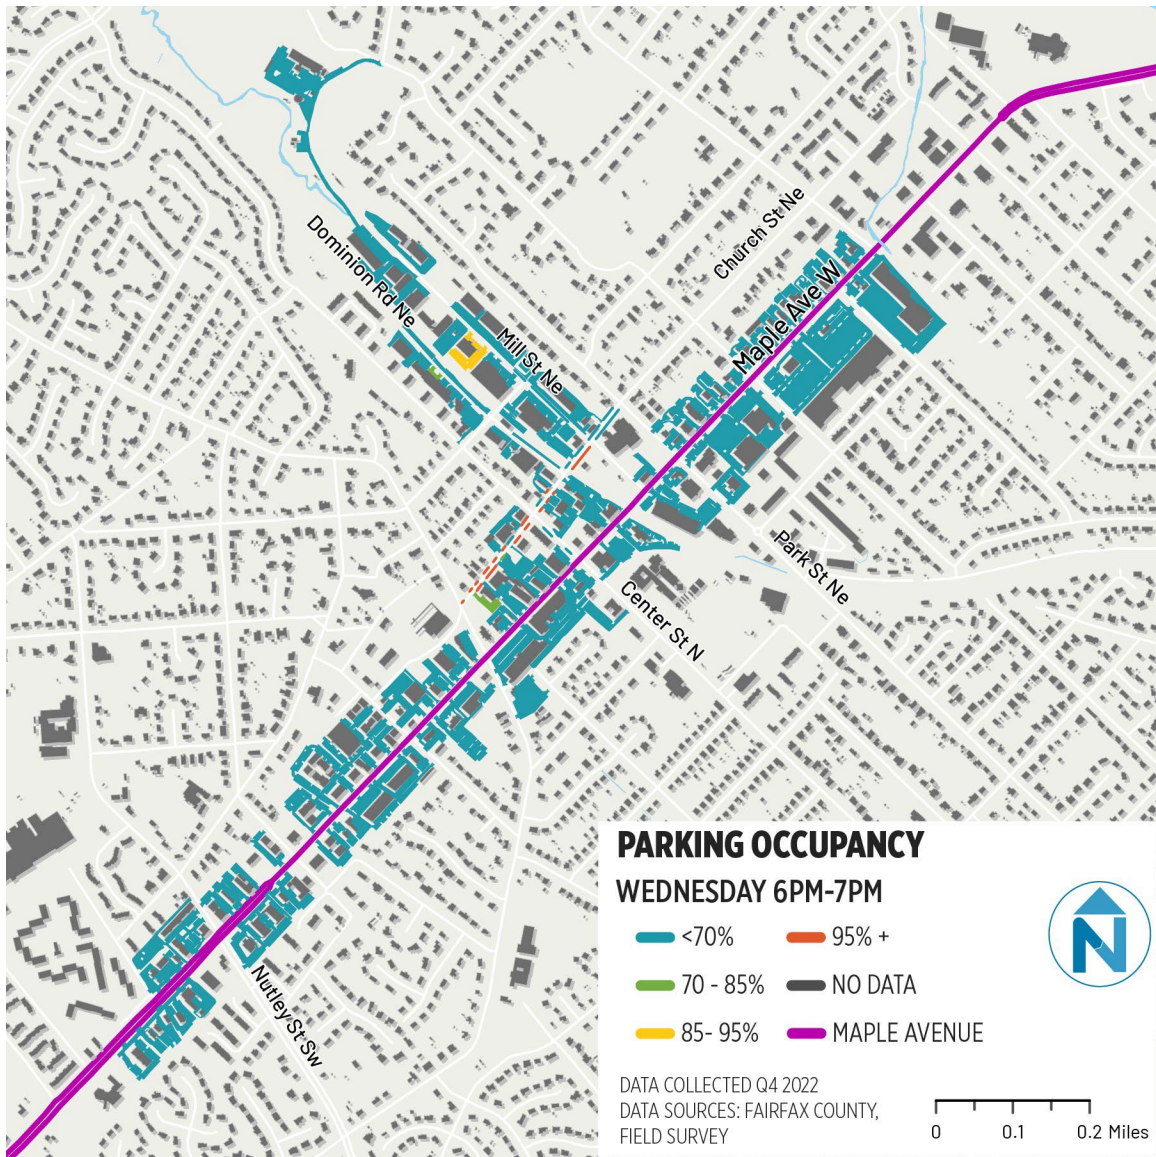 Church St Ne
Dominion Rd Ne
Maple Ave W
Mill St Ne
Park St Ne
Center St N
Nutley St Sw
PARKING OCCUPANCY
WEDNESDAY 6PM-7PM
<70%
95% +
70 - 85%
NO DATA
85- 95%
MAPLE AVENUE
N
DATA COLLECTED Q4 2022
DATA SOURCES: FAIRFAX COUNTY,
FIELD SURVEY
0 0.1 0.2 Miles